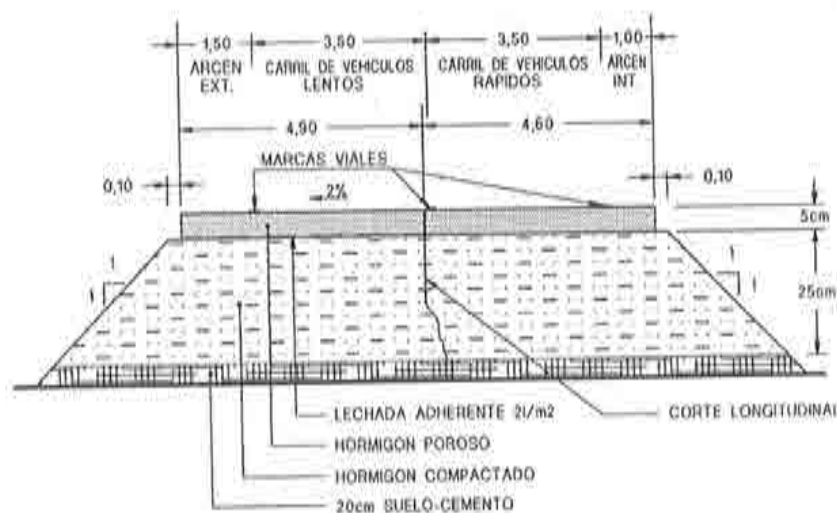 1,50 3,50 3,50 1,00
ARCEN EXT.
CARRIL DE VEHICULOS LENTOS
CARRIL DE VEHICULOS RAPIDOS
ARCEN INT
4,90 4,60
MARCAS VIALES
0,10 0,10
2%
5cm
1 1
1 1
25cm
LECHADA ADHERENTE 2l/m2
CORTE LONGITUDINAL
HORMIGON POROSO
HORMIGON COMPACTADO
20cm SUELO-CEMENTO